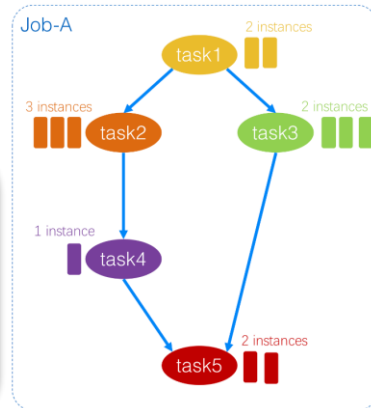 Job-A
2 instances
task1
3 instances
2 instances
task2
task3
1 instance
task4
2 instances
task5